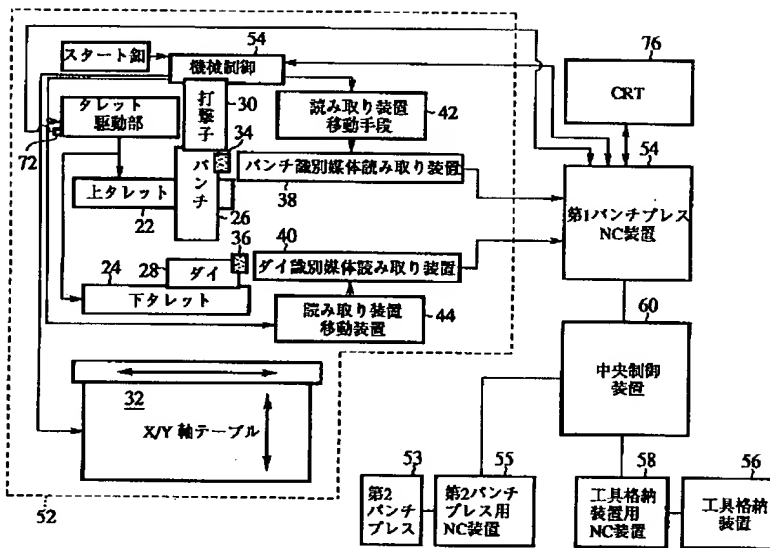 54
スタート釦
機械制御
76
CRT
打撃子
30
読み取り装置
移動手段
42
タレット
駆動部
72
34
パンチ
パンチ識別媒体読み取り装置
38
54
第1パンチプレス
NC装置
上タレット
22
26
36
40
ダイ識別媒体読み取り装置
24
28
ダイ
下タレット
読み取り装置
移動装置
44
60
中央制御
装置
32
X/Y 軸テーブル
52
53
第2
パンチ
プレス
55
第2パンチ
プレス用
NC装置
58
工具格納
装置用
NC装置
56
工具格納
装置